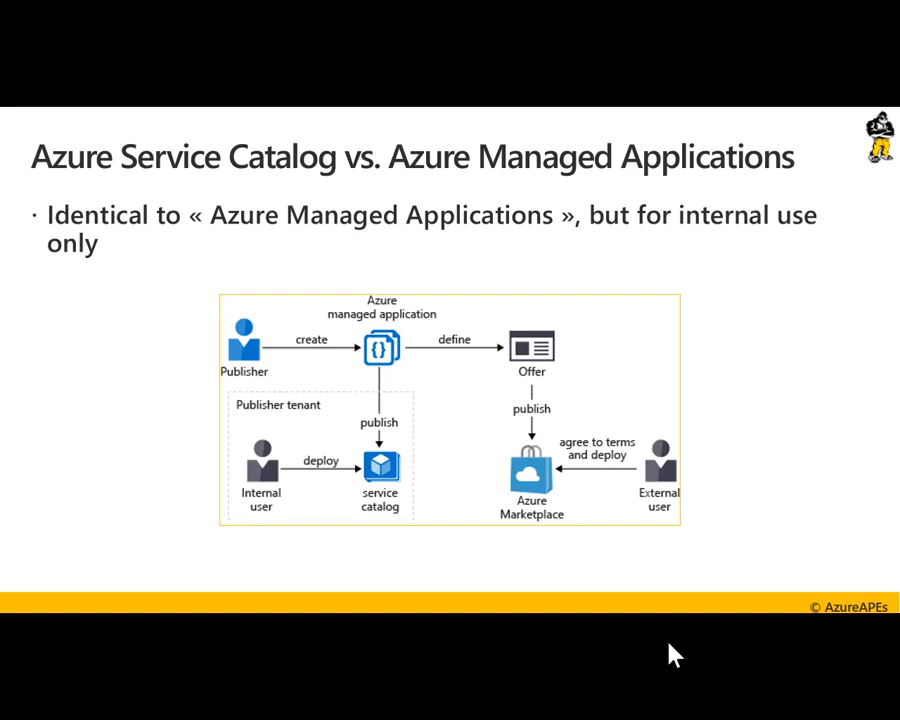 Azure Service Catalog vs. Azure Managed Applications
· Identical to « Azure Managed Applications », but for internal use
only
Azure
managed application
create
define
Publisher
Offer
Publisher tenant
publish
publish
deploy
agree to terms
and deploy
Internal
user
service
catalog
Azure
Marketplace
External
user
© AzureAPEs